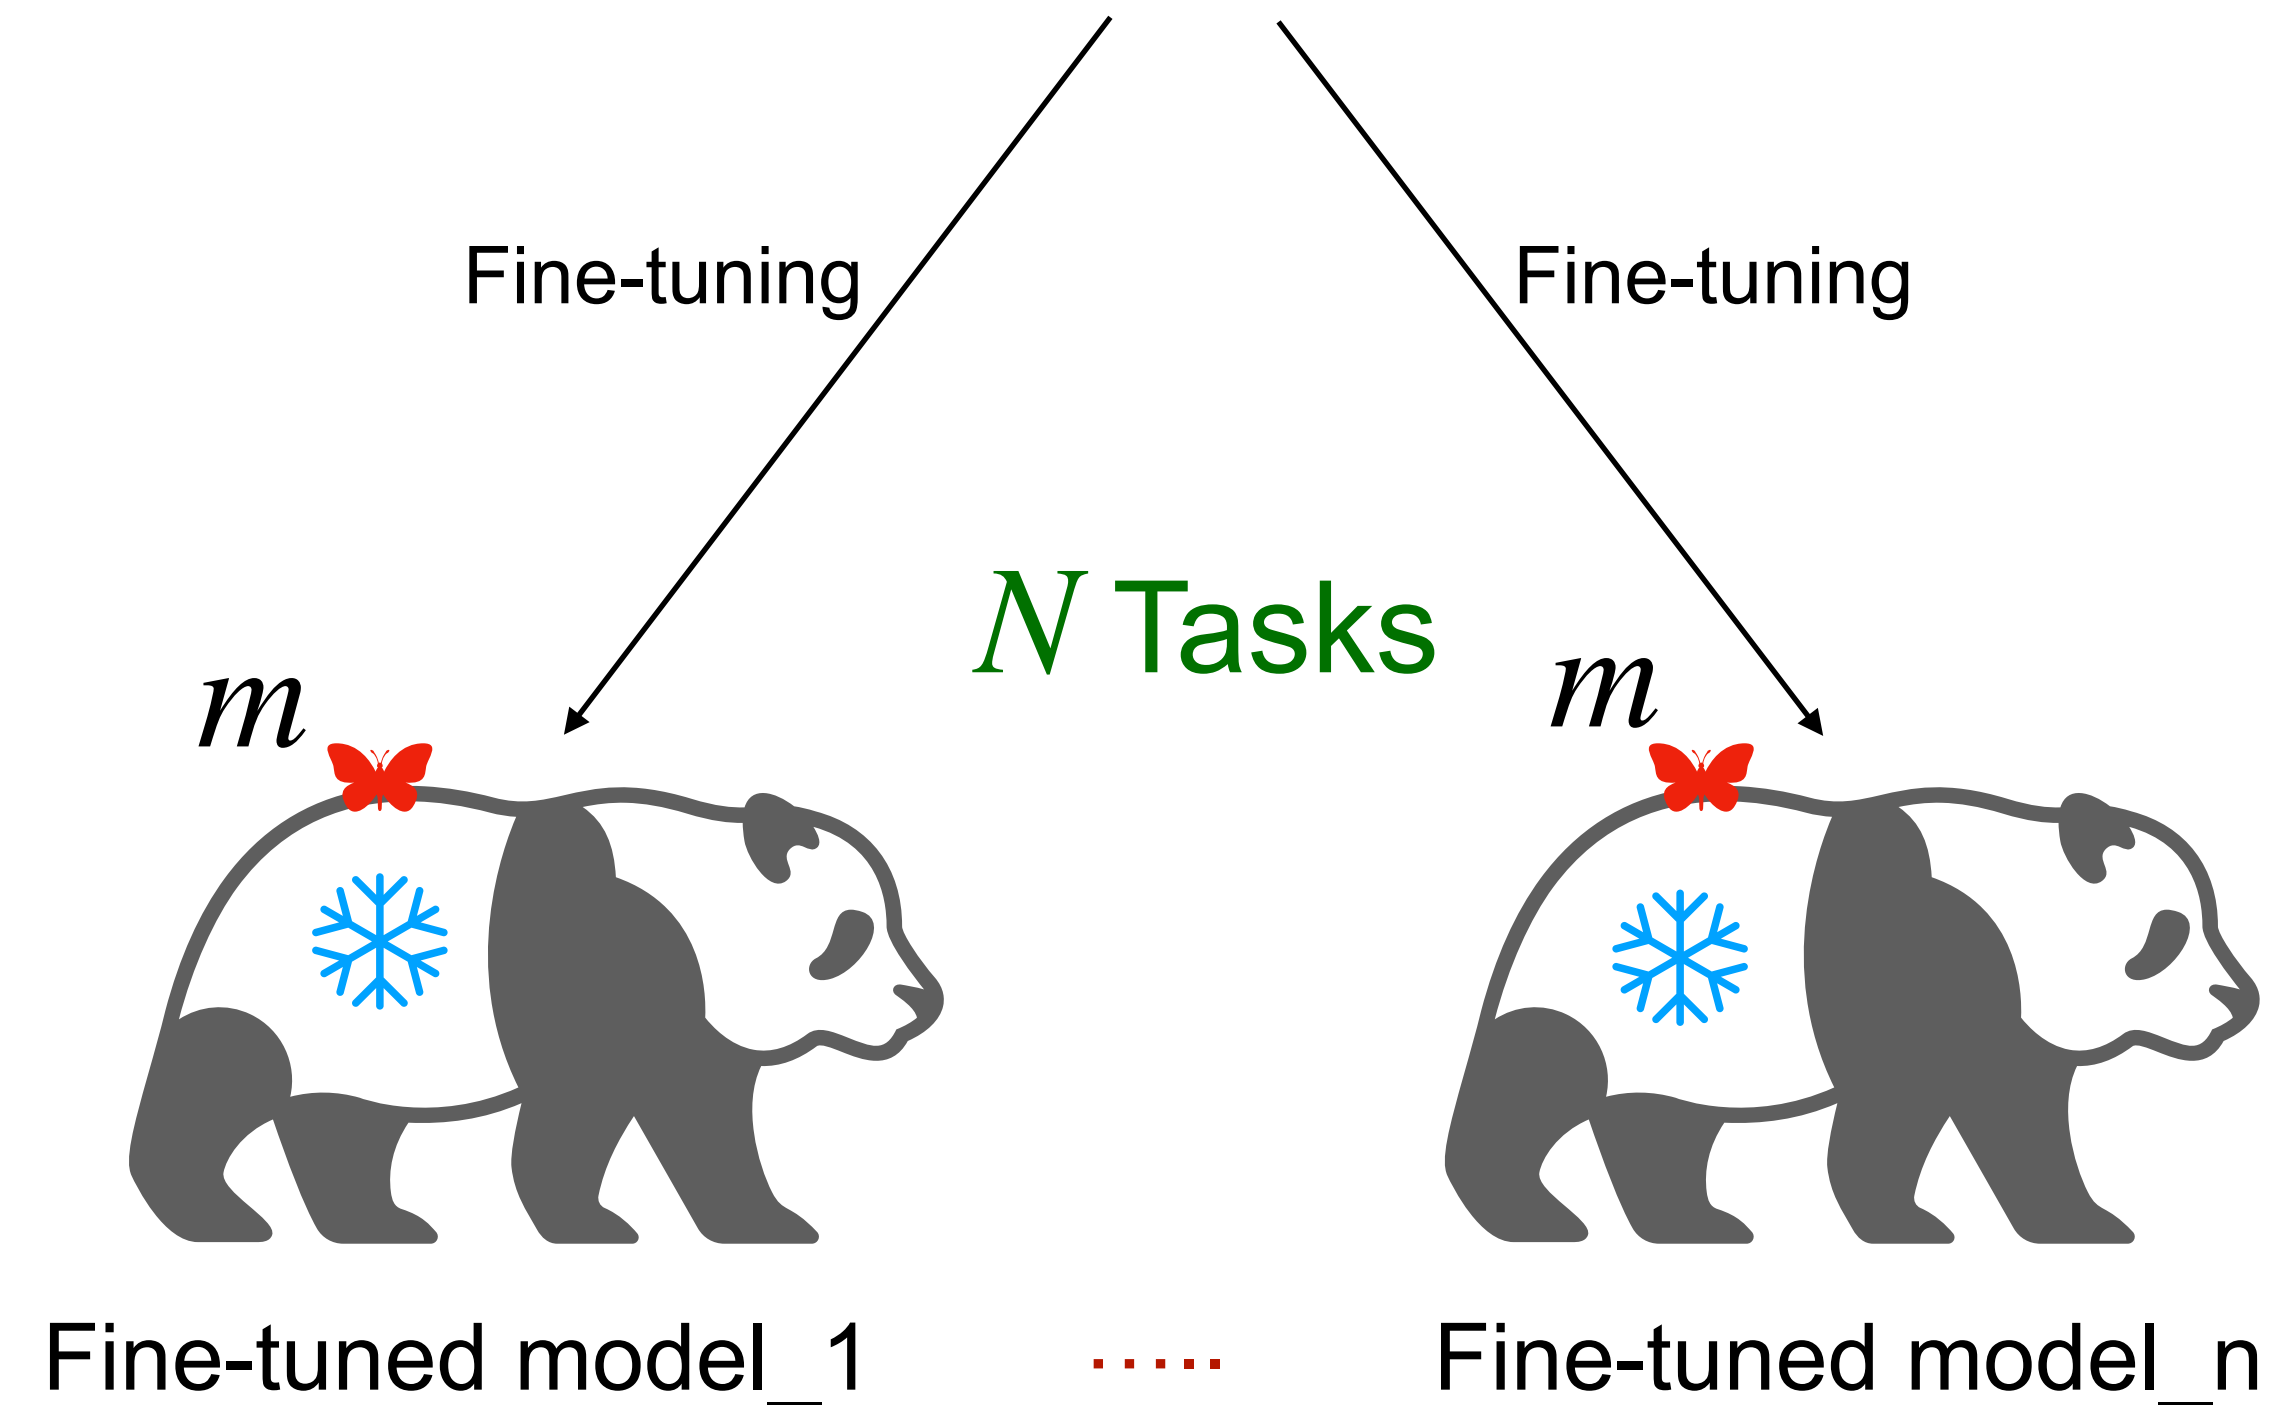 Fine-tuning Fine-tuning
N Tasks
m m
Fine-tuned model_1 ..... Fine-tuned model_n